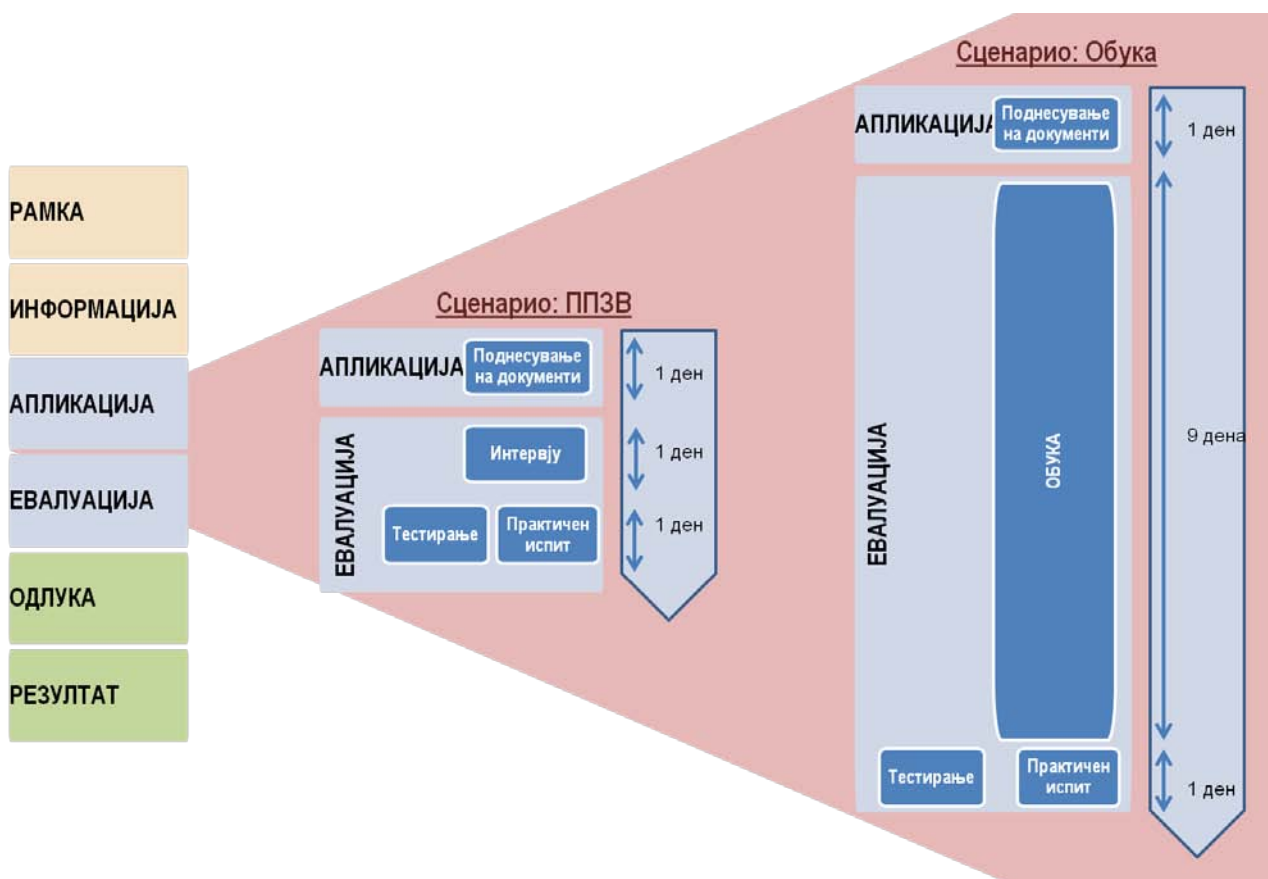 РАМКА
ИНФОРМАЦИЈА
АПЛИКАЦИЈА
ЕВАЛУАЦИЈА
ОДЛУКА
РЕЗУЛТАТ
Сценарио: ППЗВ
АПЛИКАЦИЈА
Поднесување
на документи
1 ден
ЕВАЛУАЦИЈА
Интервју
1 ден
Тестирање
Практичен
испит
1 ден
Сценарио: Обука
АПЛИКАЦИЈА
Поднесување
на документи
1 ден
ЕВАЛУАЦИЈА
ОБУКА
9 дена
Тестирање
Практичен
испит
1 ден